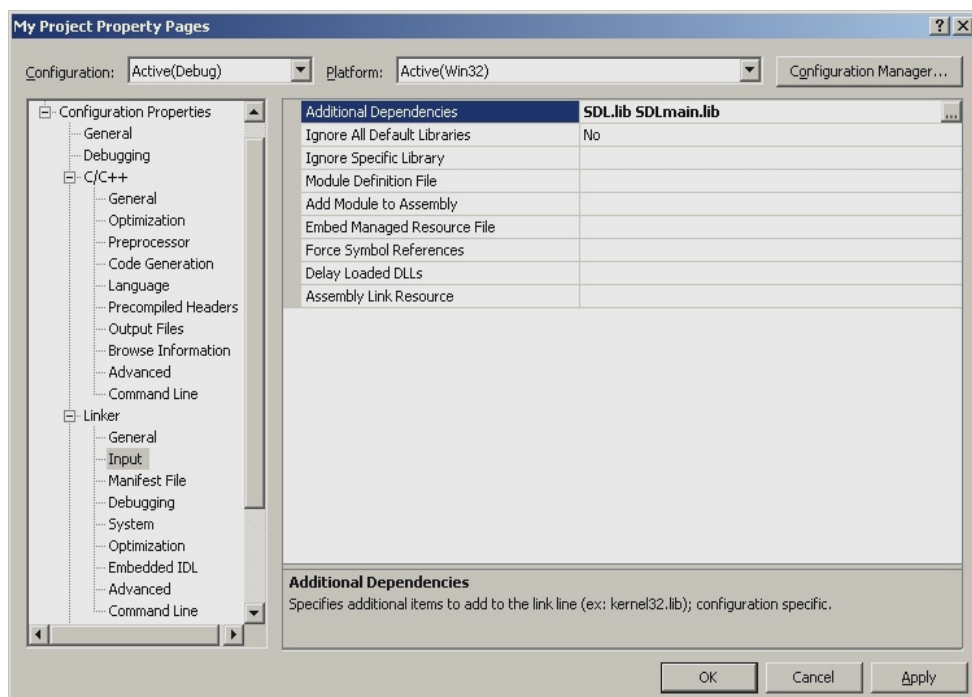 My Project Property Pages
Configuration: Active(Debug) Platform: Active(Win32) Configuration Manager...
Configuration Properties
General
Debugging
C/C++
General
Optimization
Preprocessor
Code Generation
Language
Precompiled Headers
Output Files
Browse Information
Advanced
Command Line
Linker
General
Input
Manifest File
Debugging
System
Optimization
Embedded IDL
Advanced
Command Line
Additional Dependencies SDL.lib SDLmain.lib ...
Ignore All Default Libraries No
Ignore Specific Library
Module Definition File
Add Module to Assembly
Embed Managed Resource File
Force Symbol References
Delay Loaded DLLs
Assembly Link Resource
Additional Dependencies
Specifies additional items to add to the link line (ex: kernel32.lib); configuration specific.
OK Cancel Apply